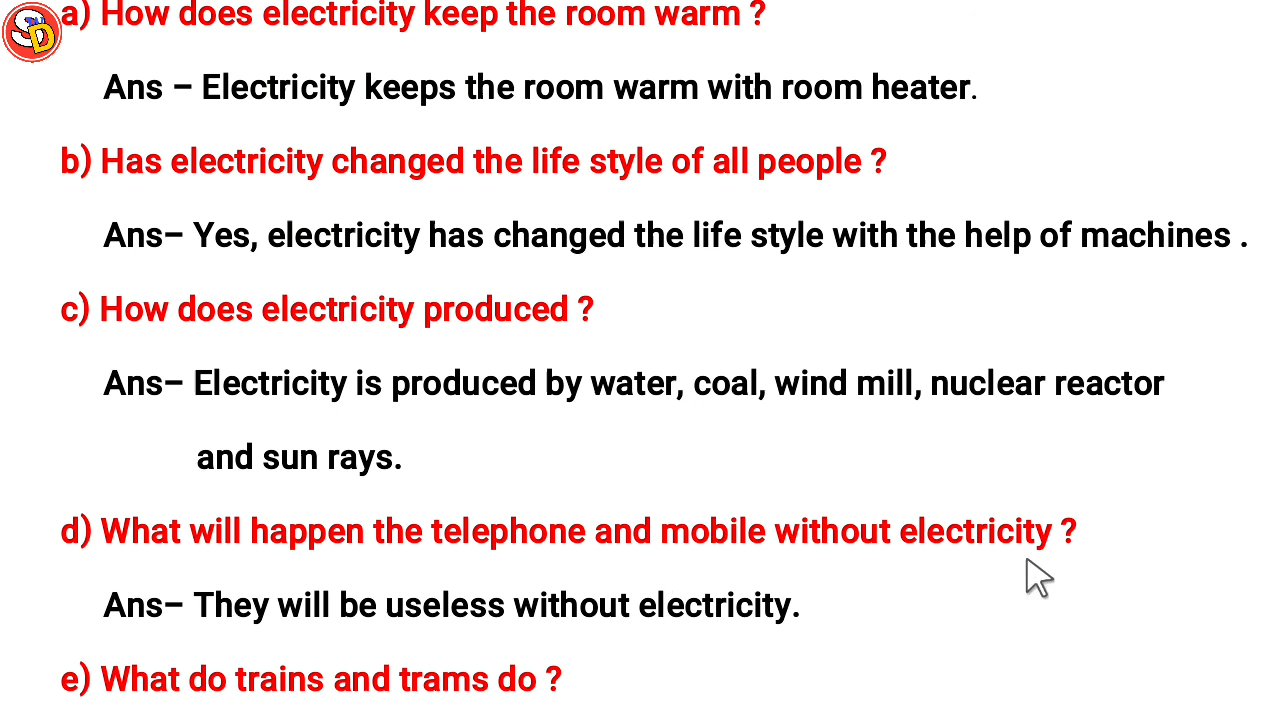 a) How does electricity keep the room warm ?
Ans – Electricity keeps the room warm with room heater.
b) Has electricity changed the life style of all people ?
Ans– Yes, electricity has changed the life style with the help of machines .
c) How does electricity produced ?
Ans– Electricity is produced by water, coal, wind mill, nuclear reactor
and sun rays.
d) What will happen the telephone and mobile without electricity ?
Ans– They will be useless without electricity.
e) What do trains and trams do ?